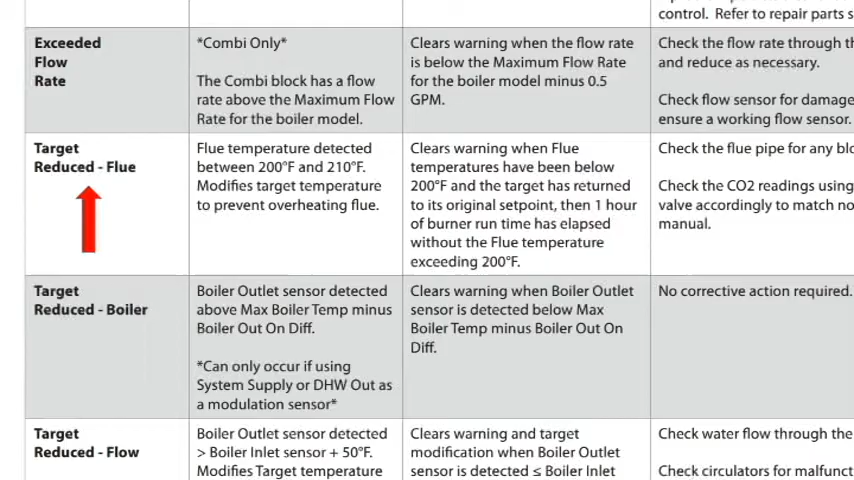 control. Refer to repair parts s
Exceeded
Flow
Rate
*Combi Only*
The Combi block has a flow
rate above the Maximum Flow
Rate for the boiler model.
Clears warning when the flow rate
is below the Maximum Flow Rate
for the boiler model minus 0.5
GPM.
Check the flow rate through th
and reduce as necessary.
Check flow sensor for damage
ensure a working flow sensor.
Target
Reduced - Flue
Flue temperature detected
between 200°F and 210°F.
Modifies target temperature
to prevent overheating flue.
Clears warning when Flue
temperatures have been below
200°F and the target has returned
to its original setpoint, then 1 hour
of burner run time has elapsed
without the Flue temperature
exceeding 200°F.
Check the flue pipe for any blo
Check the CO2 readings using
valve accordingly to match no
manual.
Target
Reduced - Boiler
Boiler Outlet sensor detected
above Max Boiler Temp minus
Boiler Out On Diff.
*Can only occur if using
System Supply or DHW Out as
a modulation sensor*
Clears warning when Boiler Outlet
sensor is detected below Max
Boiler Temp minus Boiler Out On
Diff.
No corrective action required.
Target
Reduced - Flow
Boiler Outlet sensor detected
> Boiler Inlet sensor + 50°F.
Modifies Target temperature
Clears warning and target
modification when Boiler Outlet
sensor is detected ≤ Boiler Inlet
Check water flow through the
Check circulators for malfunct